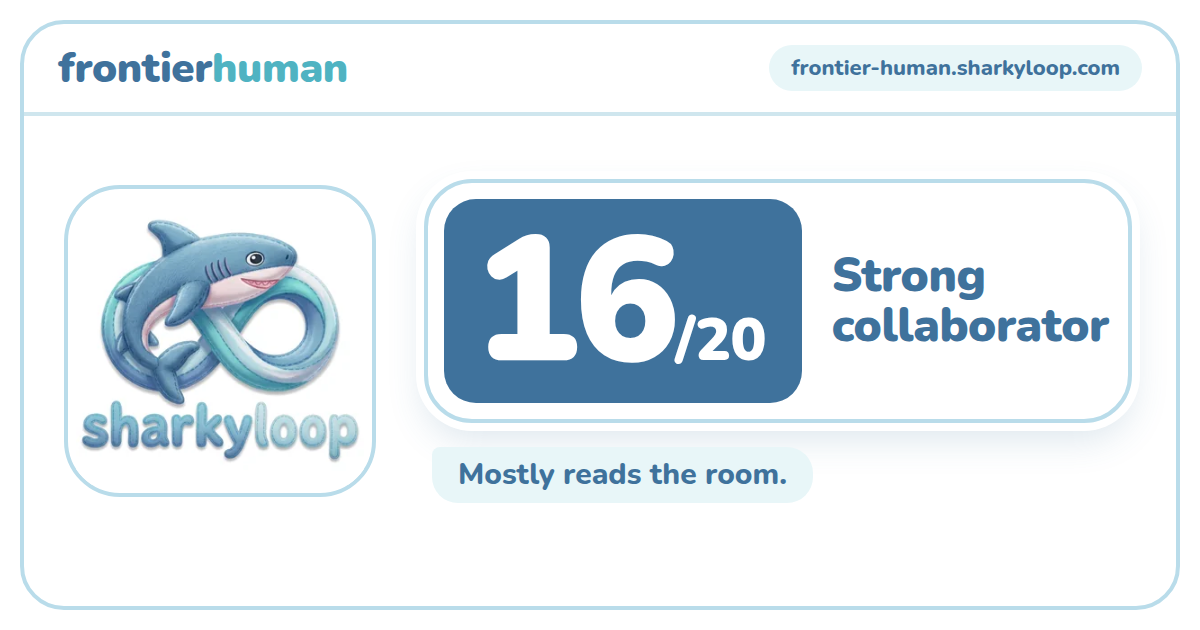 frontierhuman
frontier-human.sharkyloop.com
sharkyloop
16/20
Strong
collaborator
Mostly reads the room.